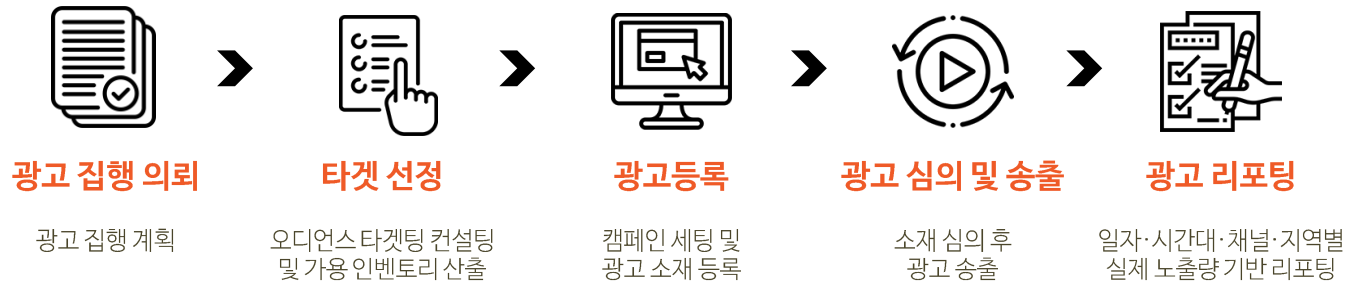 광고 집행 의뢰
광고 집행 계획
타겟 선정
오디언스 타겟팅 컨설팅
및 가용 인벤토리 산출
광고등록
캠페인 세팅 및
광고 소재 등록
광고 심의 및 송출
소재 심의 후
광고 송출
광고 리포팅
일자·시간대·채널·지역별
실제 노출량 기반 리포팅